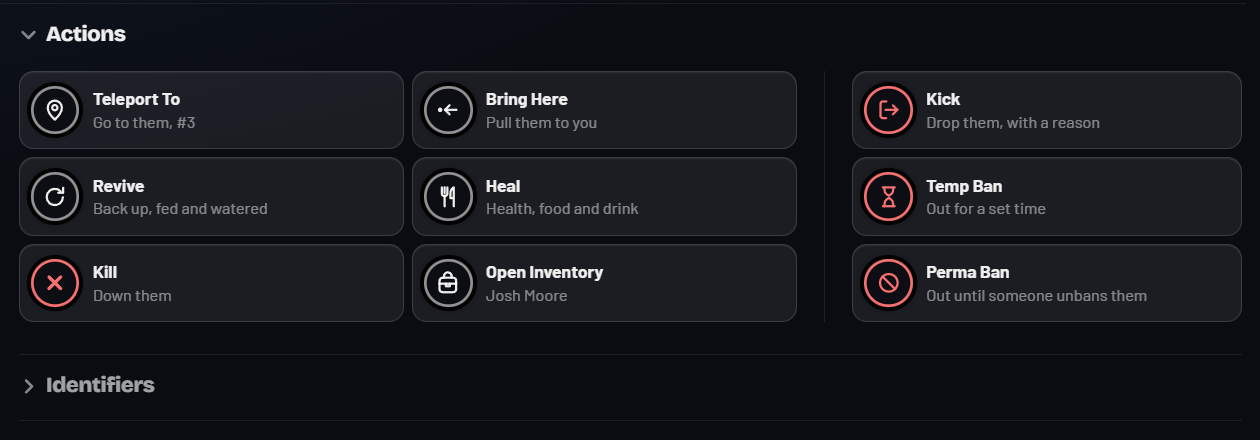 Actions
Teleport To
Go to them, #3
Bring Here
Pull them to you
Kick
Drop them, with a reason
Revive
Back up, fed and watered
Heal
Health, food and drink
Temp Ban
Out for a set time
Kill
Down them
Open Inventory
Josh Moore
Perma Ban
Out until someone unbans them
Identifiers